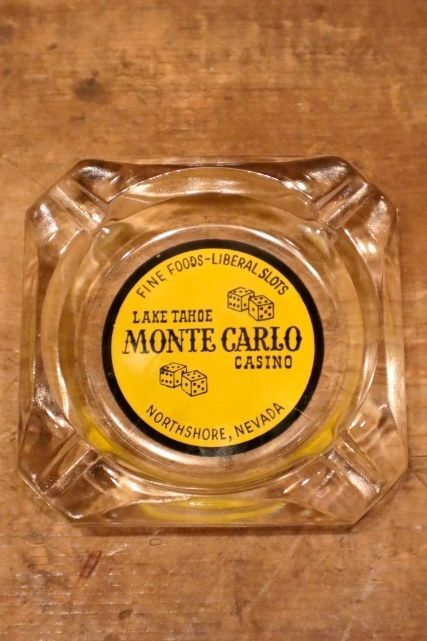 FINE FOODS-LIBERAL SLOTS
LAKE TAHOE
MONTE CARLO
CASINO
NORTHSHORE, NEVADA